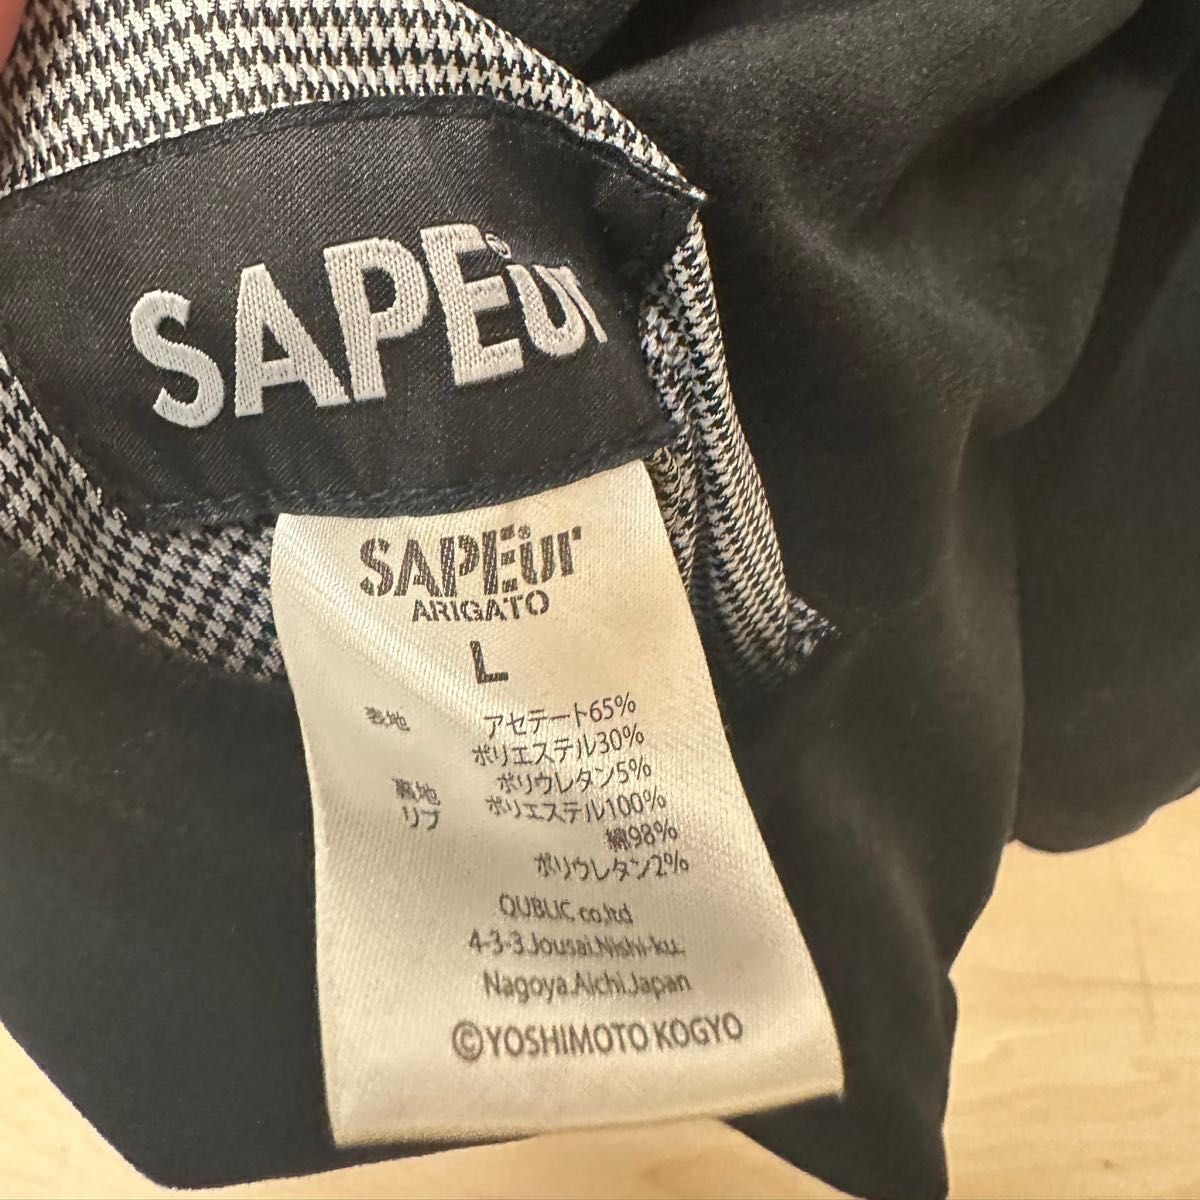 SAPEur
SAPEur
ARIGATO
L
表地 アセテート65%
ポリエステル30%
ポリウレタン5%
裏地 ポリエステル100%
リブ 綿98%
ポリウレタン2%
QUBLIC co,ltd
4-3-3.Jousai.Nishi-ku.
Nagoya.Aichi.Japan
©YOSHIMOTO KOGYO